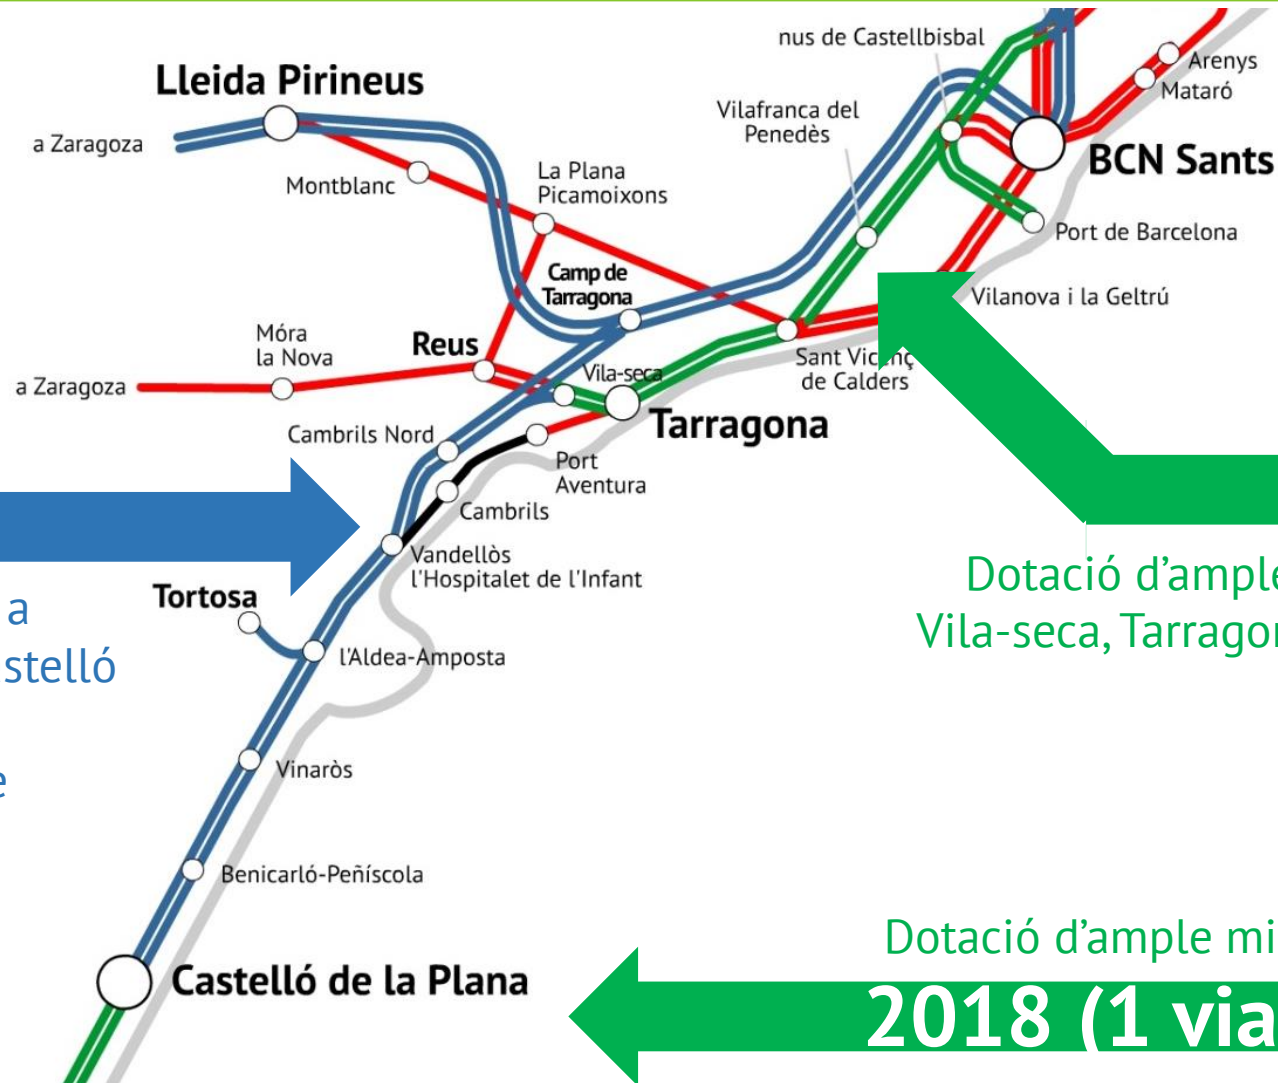 nus de Castellbisbal
Arenys
Mataró
Lleida Pirineus
Vilafranca del
Penedès
a Zaragoza
BCN Sants
La Plana
Picamoixons
Montblanc
Port de Barcelona
Camp de
Tarragona
Vilanova i la Geltrú
Móra
la Nova
Reus
Sant Vicenç
de Calders
Vila-seca
a Zaragoza
Tarragona
Cambrils Nord
Port
Aventura
Cambrils
Vandellòs
l'Hospitalet de l'Infant
Dotació d'ample
Vila-seca, Tarragon
Tortosa
a
stelló
l'Aldea-Amposta
e
Vinaròs
Benicarló-Peñíscola
Dotació d'ample mi
Castelló de la Plana
2018 (1 via